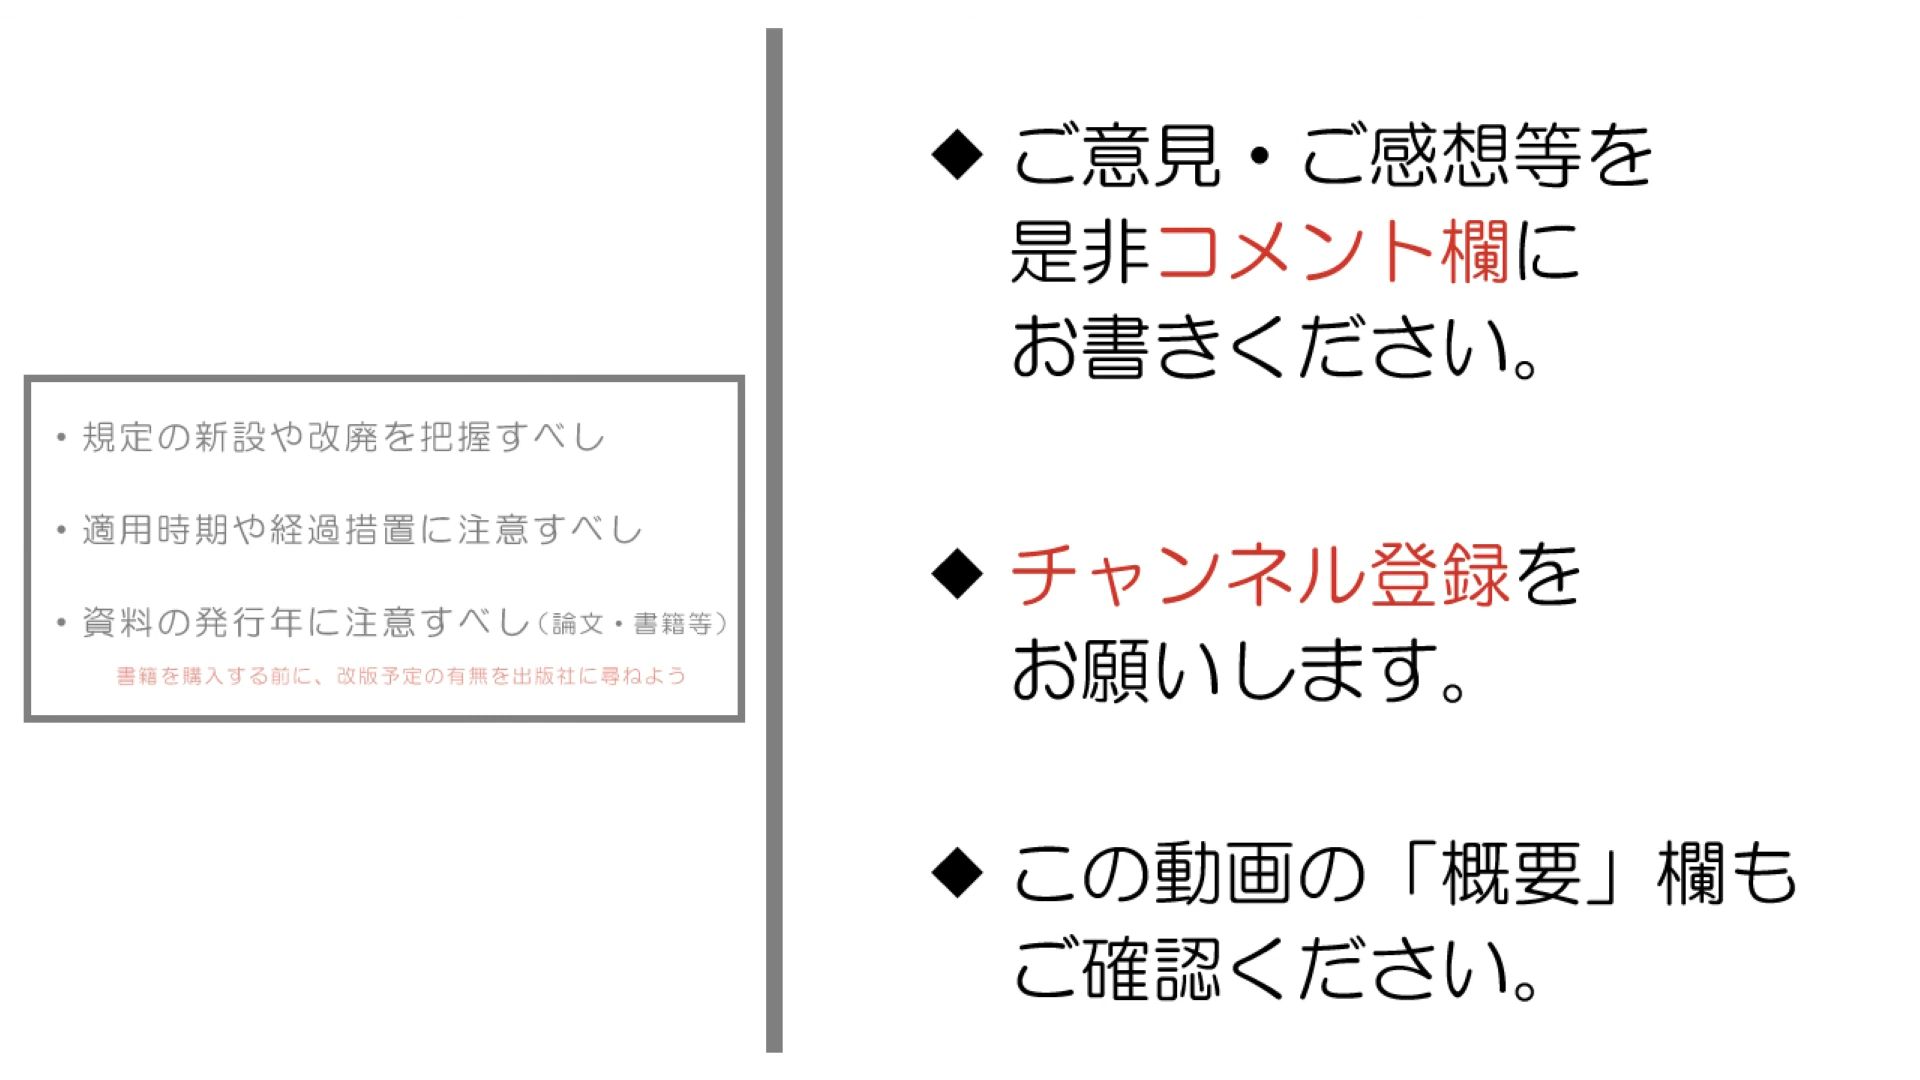 ・規定の新設や改廃を把握すべし
・適用時期や経過措置に注意すべし
・資料の発行年に注意すべし（論文・書籍等）
書籍を購入する前に、改版予定の有無を出版社に尋ねよう
◆ ご意見・ご感想等を
是非コメント欄に
お書きください。
◆ チャンネル登録を
お願いします。
◆ この動画の「概要」欄も
ご確認ください。